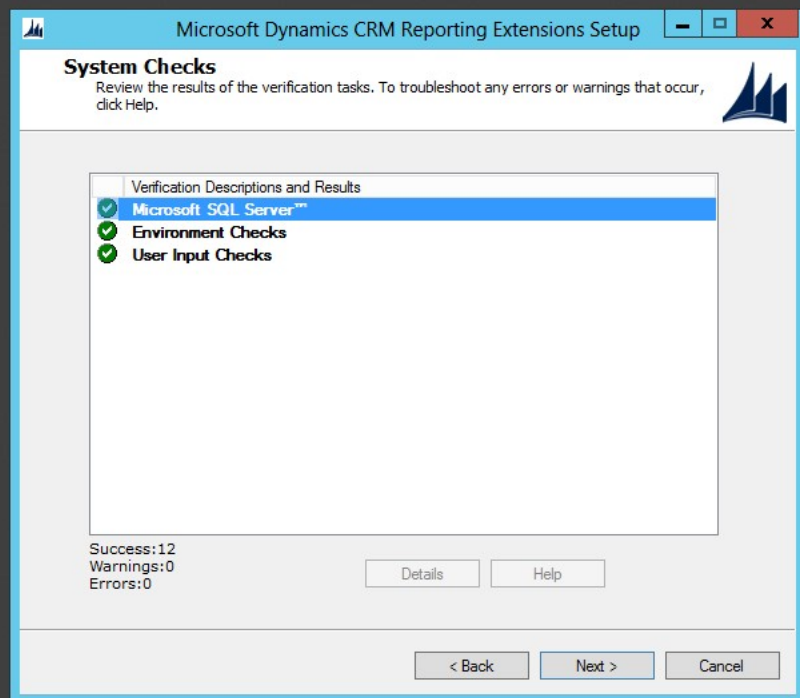 Microsoft Dynamics CRM Reporting Extensions Setup
System Checks
Review the results of the verification tasks. To troubleshoot any errors or warnings that occur,
click Help.
Verification Descriptions and Results
Microsoft SQL Server™
Environment Checks
User Input Checks
Success:12
Warnings:0
Errors:0
Details
Help
< Back
Next >
Cancel